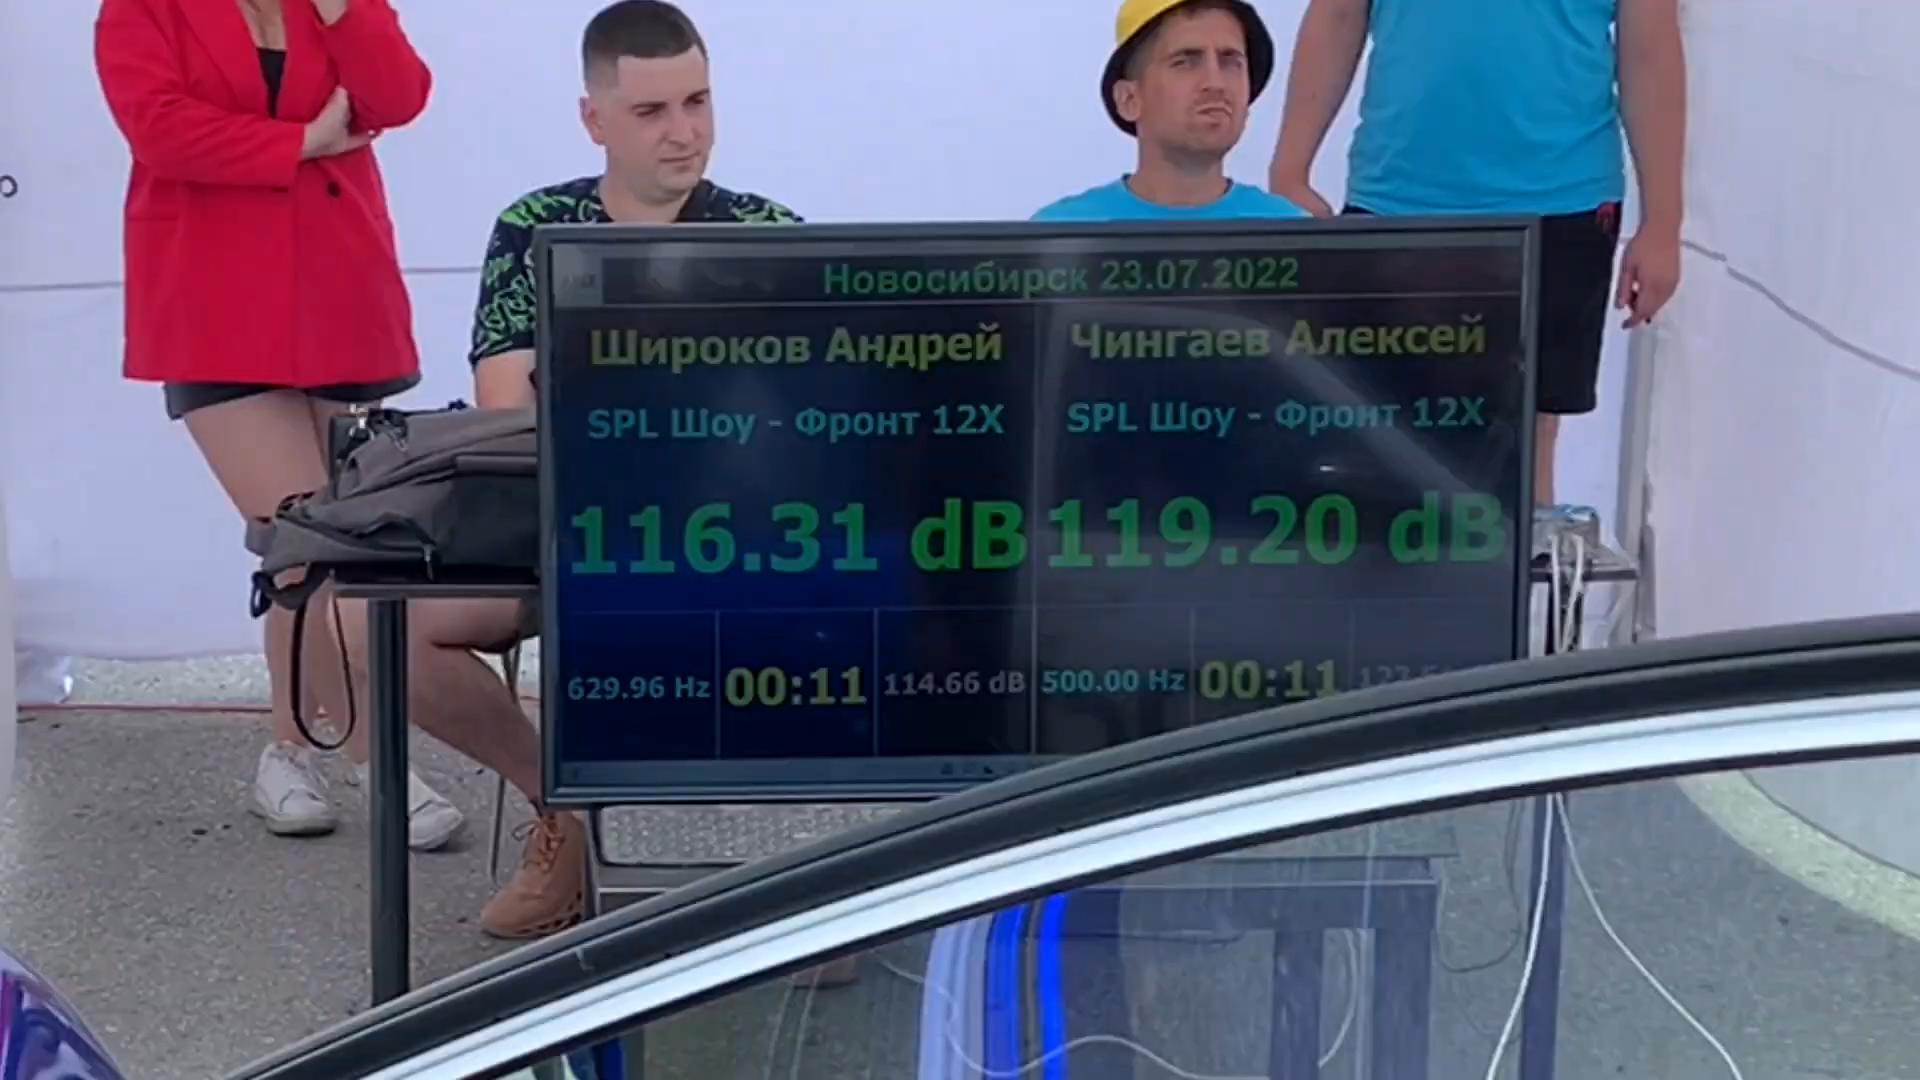 Новосибирск 23.07.2022
Широков Андрей
SPL Шоу - Фронт 12X
116.31 dB
629.96 Hz 00:11 114.66 dB
Чингаев Алексей
SPL Шоу - Фронт 12X
119.20 dB
500.00 Hz 00:11